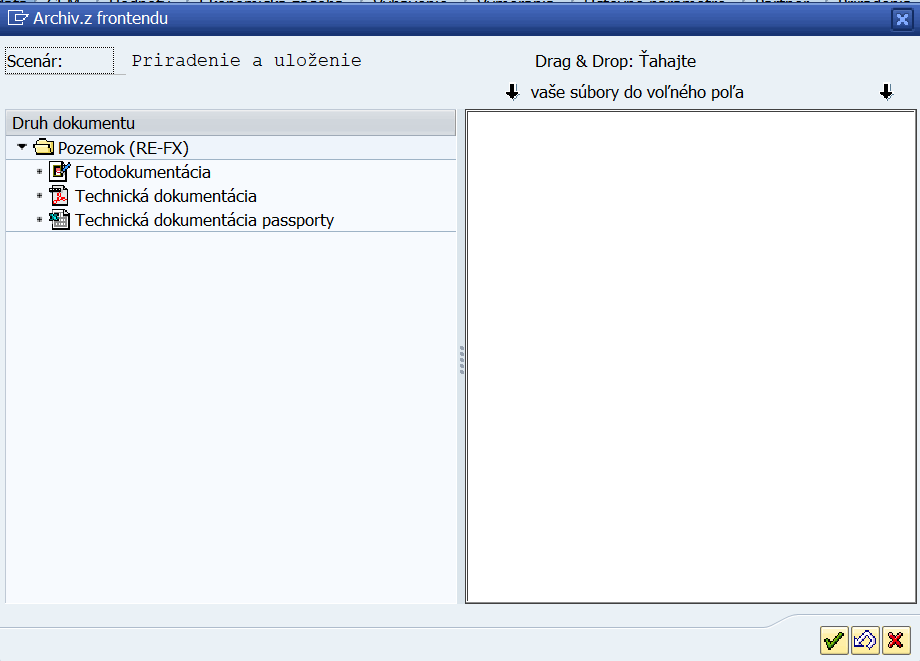 Archiv.z frontendu
Scenár:
Priradenie a uloženie
Drag & Drop: Ťahajte
vaše súbory do voľného poľa
Druh dokumentu
Pozemok (RE-FX)
Fotodokumentácia
Technická dokumentácia
Technická dokumentácia passporty